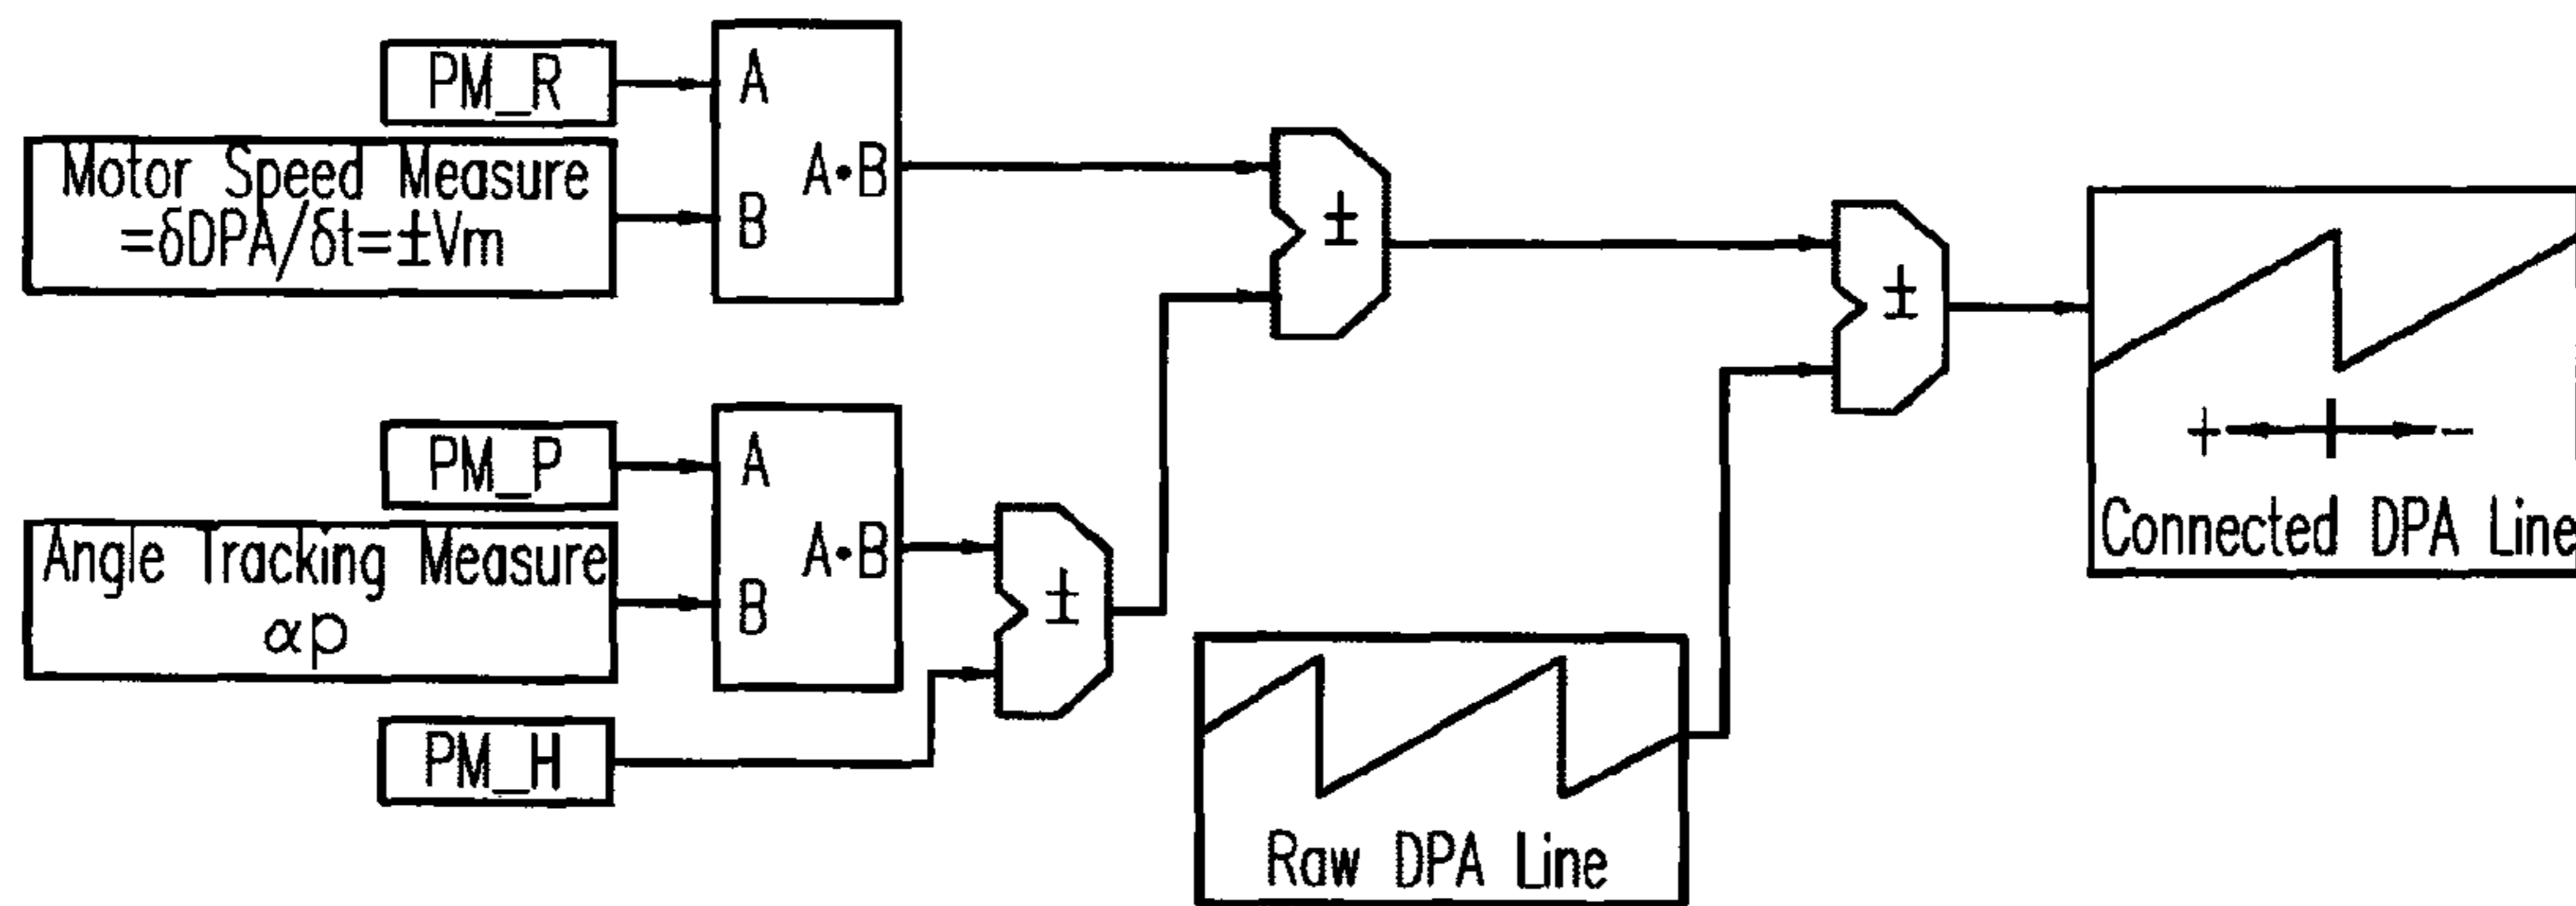 PM_R
Motor Speed Measure
=δDPA/δt=±Vm
A
B
A•B
±
±
PM_P
Angle Tracking Measure
αp
A
B
A•B
±
PM_H
Raw DPA Line
+ -
Connected DPA Line